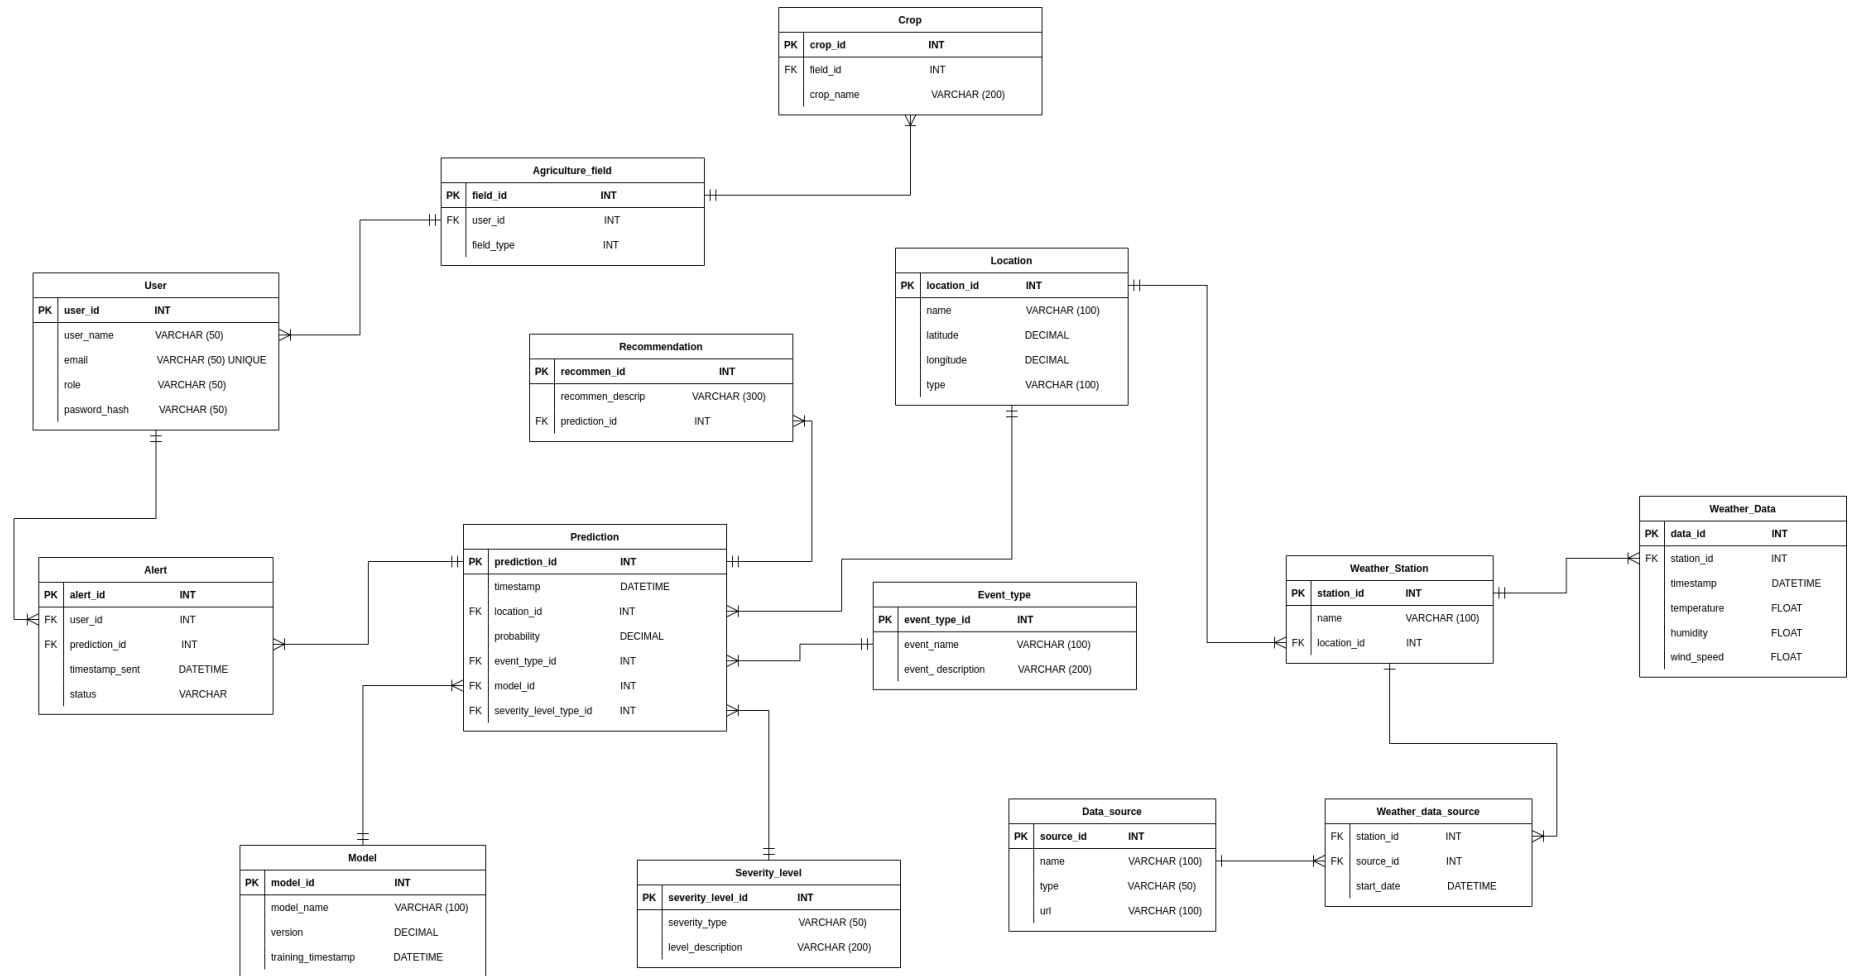 Crop
PK crop_id INT
FK field_id INT
crop_name VARCHAR (200)
Agriculture_field
PK field_id INT
FK user_id INT
field_type INT
Location
PK location_id INT
name VARCHAR (100)
latitude DECIMAL
longitude DECIMAL
type VARCHAR (100)
User
PK user_id INT
user_name VARCHAR (50)
email VARCHAR (50) UNIQUE
role VARCHAR (50)
pasword_hash VARCHAR (50)
Recommendation
PK recommen_id INT
recommen_descrip VARCHAR (300)
FK prediction_id INT
Weather_Data
PK data_id INT
FK station_id INT
timestamp DATETIME
temperature FLOAT
humidity FLOAT
wind_speed FLOAT
Prediction
PK prediction_id INT
timestamp DATETIME
FK location_id INT
probability DECIMAL
FK event_type_id INT
FK model_id INT
FK severity_level_type_id INT
Alert
PK alert_id INT
FK user_id INT
FK prediction_id INT
timestamp_sent DATETIME
status VARCHAR
Event_type
PK event_type_id INT
event_name VARCHAR (100)
event_ description VARCHAR (200)
Weather_Station
PK station_id INT
name VARCHAR (100)
FK location_id INT
Data_source
PK source_id INT
name VARCHAR (100)
type VARCHAR (50)
url VARCHAR (100)
Weather_data_source
FK station_id INT
FK source_id INT
start_date DATETIME
Model
PK model_id INT
model_name VARCHAR (100)
version DECIMAL
training_timestamp DATETIME
Severity_level
PK severity_level_id INT
severity_type VARCHAR (50)
level_description VARCHAR (200)